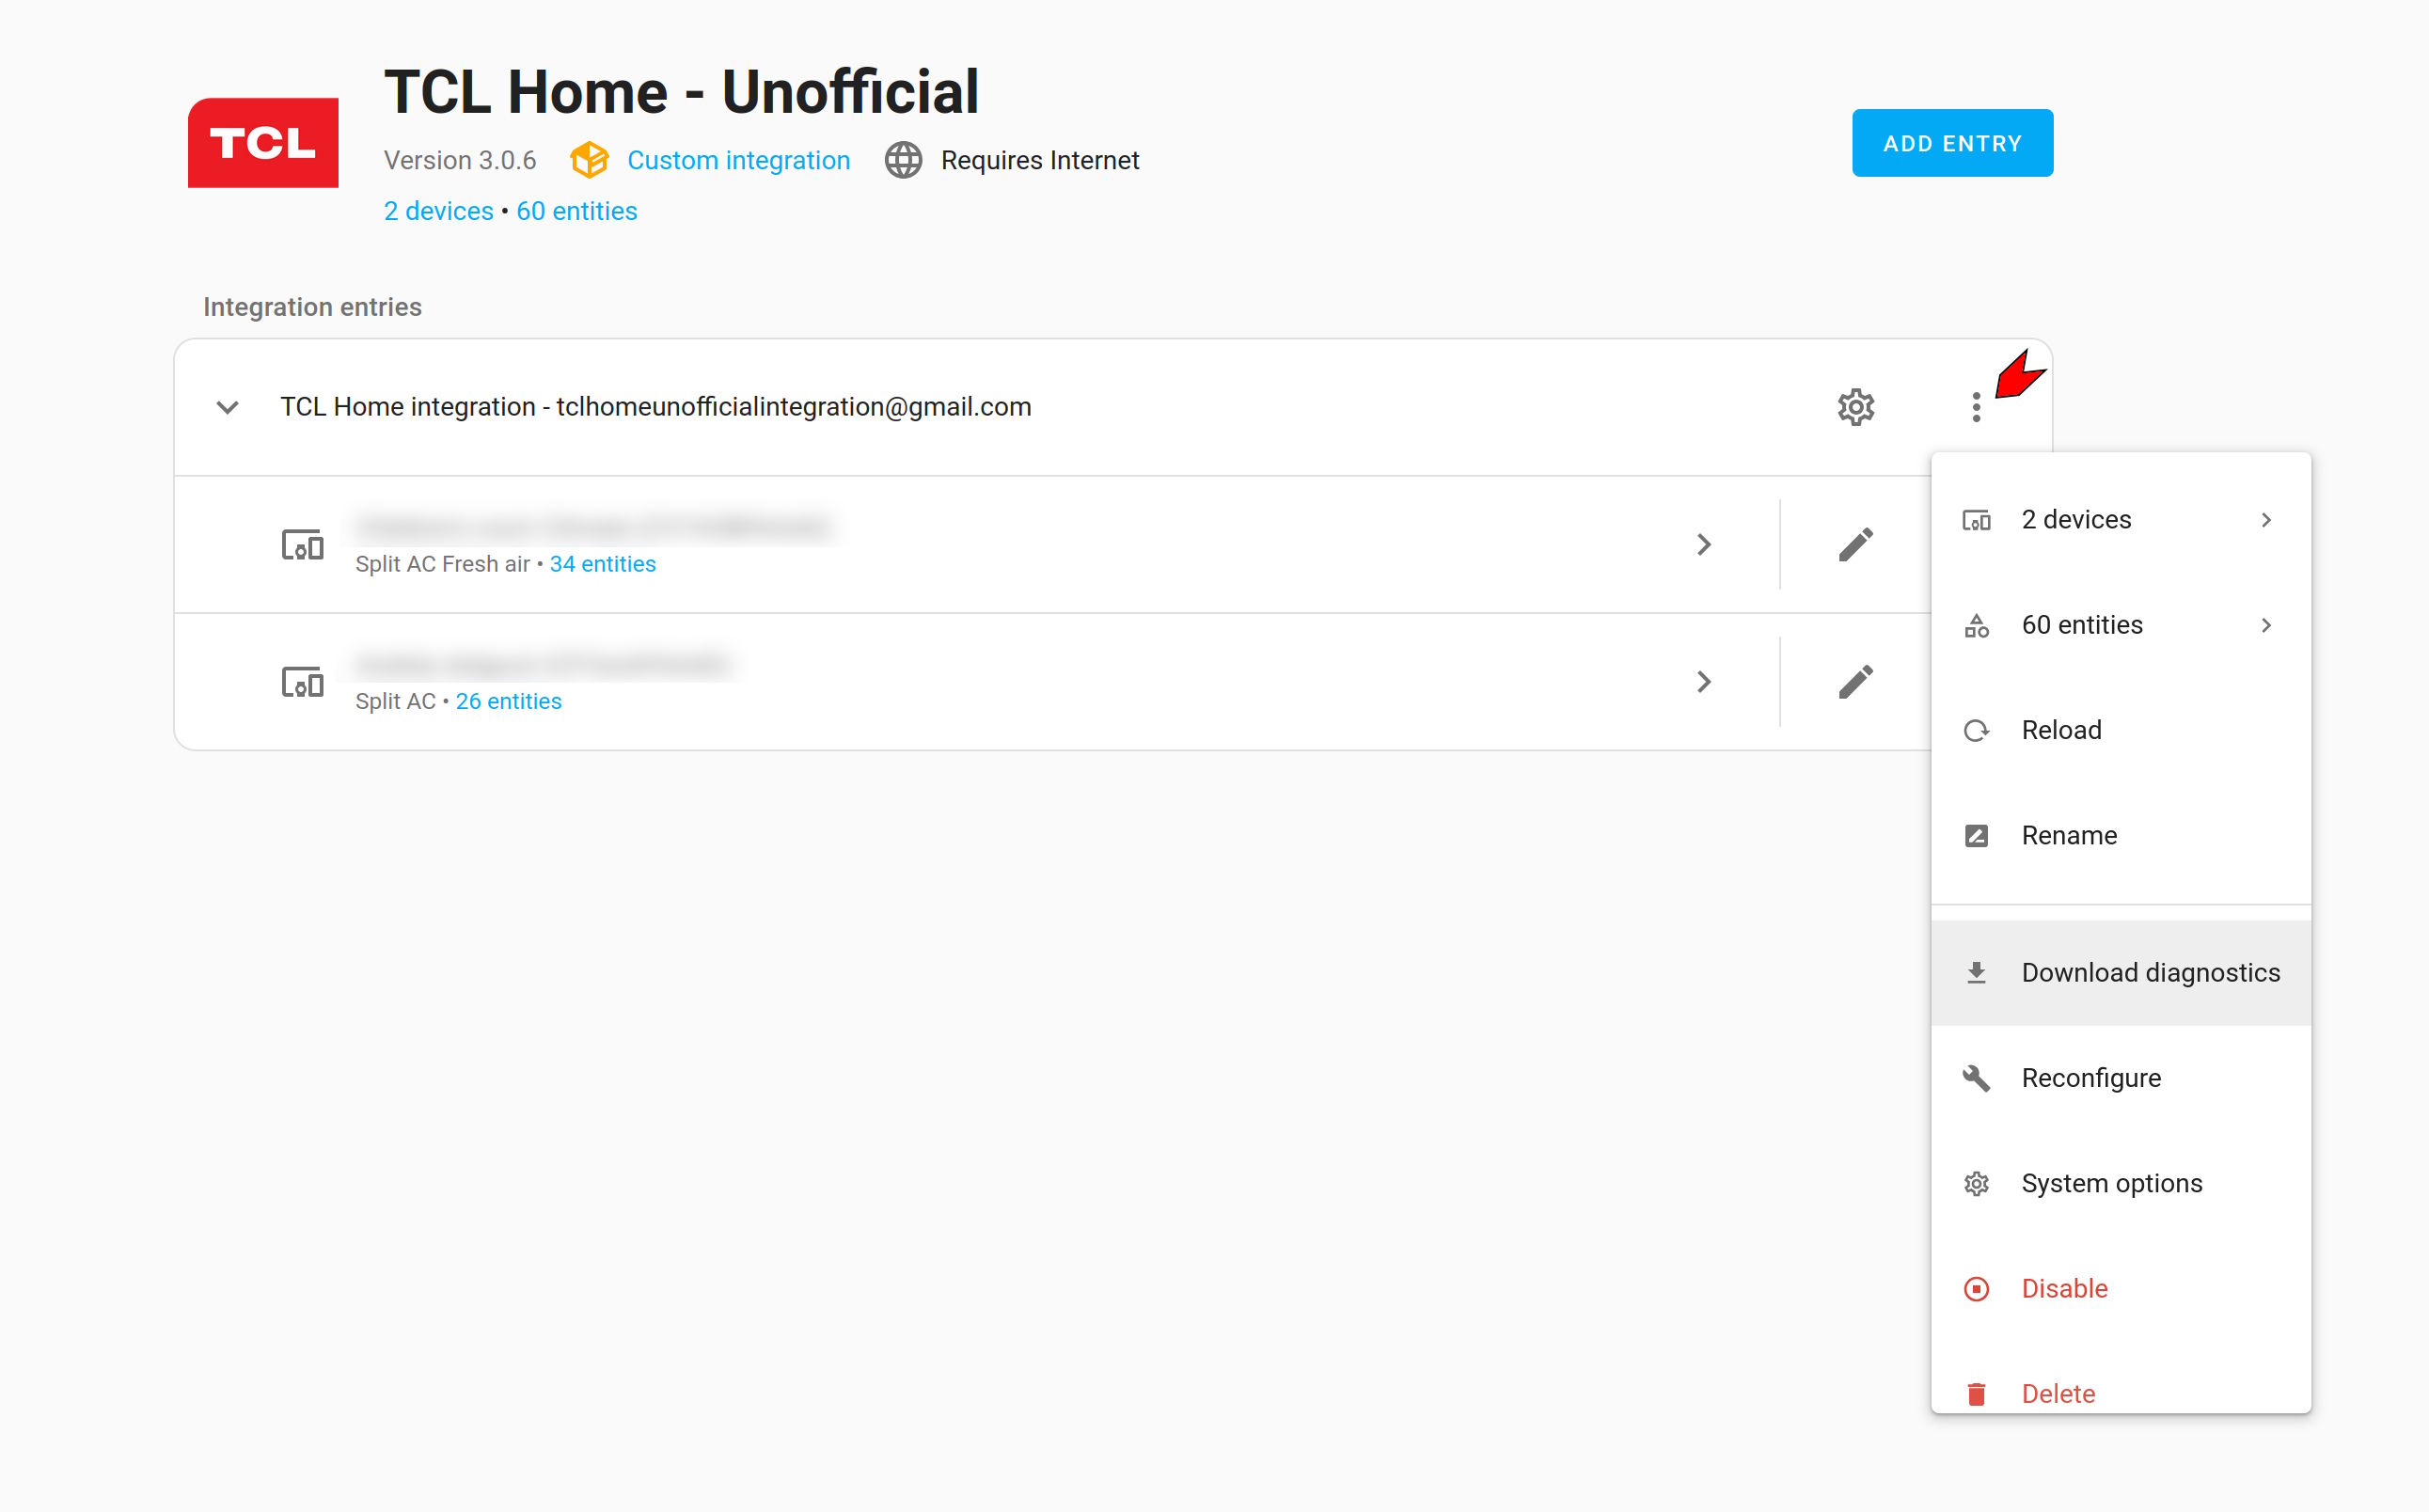 TCL
TCL Home - Unofficial
Version 3.0.6 Custom integration Requires Internet
2 devices • 60 entities
ADD ENTRY
Integration entries
TCL Home integration - tclhomeunofficialintegration@gmail.com
Split AC Fresh air • 34 entities
Split AC • 26 entities
2 devices
60 entities
Reload
Rename
Download diagnostics
Reconfigure
System options
Disable
Delete